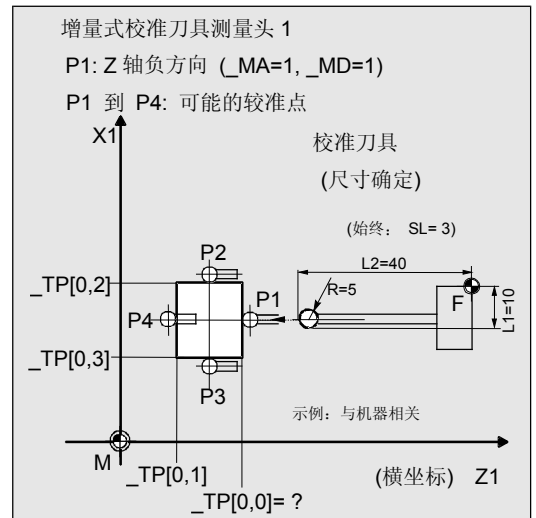 增量式校准刀具测量头 1
P1: Z 轴负方向 (_MA=1, _MD=1)
P1 到 P4: 可能的较准点
X1
校准刀具
(尺寸确定)
(始终： SL= 3)
P2
L2=40
_TP[0,2]
R=5
P1
F
L1=10
P4
_TP[0,3]
P3
示例：与机器相关
M
_TP[0,1]
(横坐标) Z1
_TP[0,0]= ?